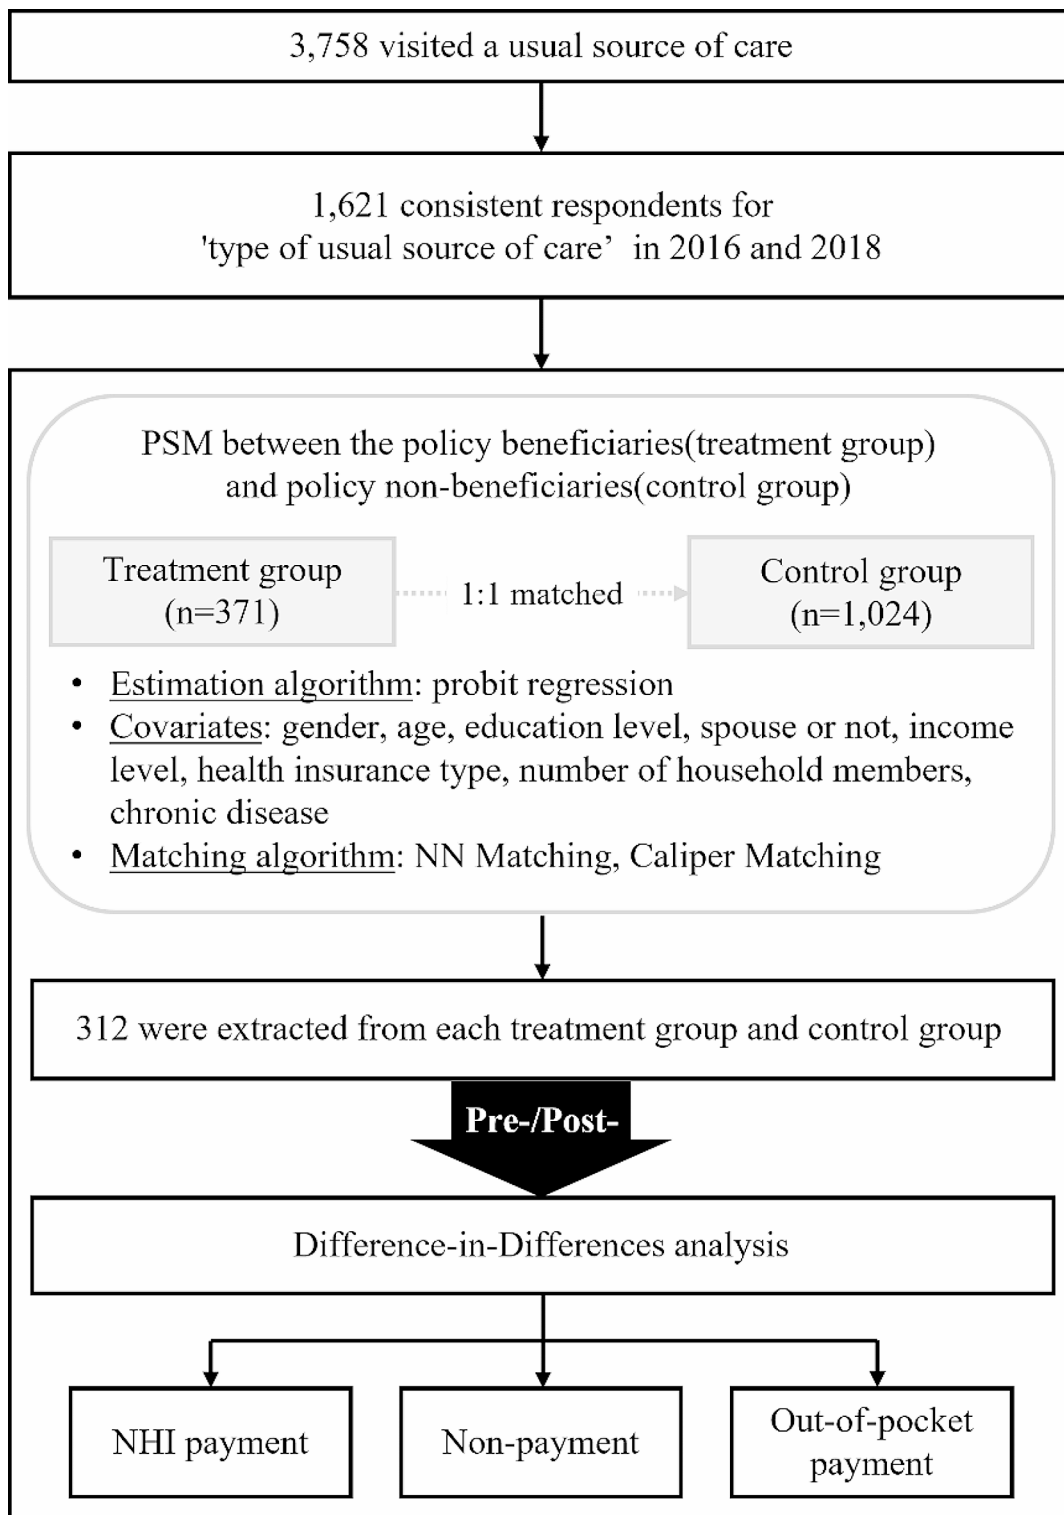 3,758 visited a usual source of care
1,621 consistent respondents for
'type of usual source of care’ in 2016 and 2018
PSM between the policy beneficiaries(treatment group)
and policy non-beneficiaries(control group)
Treatment group
(n=371)
1:1 matched
Control group
(n=1,024)
• Estimation algorithm: probit regression
• Covariates: gender, age, education level, spouse or not, income
level, health insurance type, number of household members,
chronic disease
• Matching algorithm: NN Matching, Caliper Matching
312 were extracted from each treatment group and control group
Pre-/Post-
Difference-in-Differences analysis
NHI payment
Non-payment
Out-of-pocket
payment